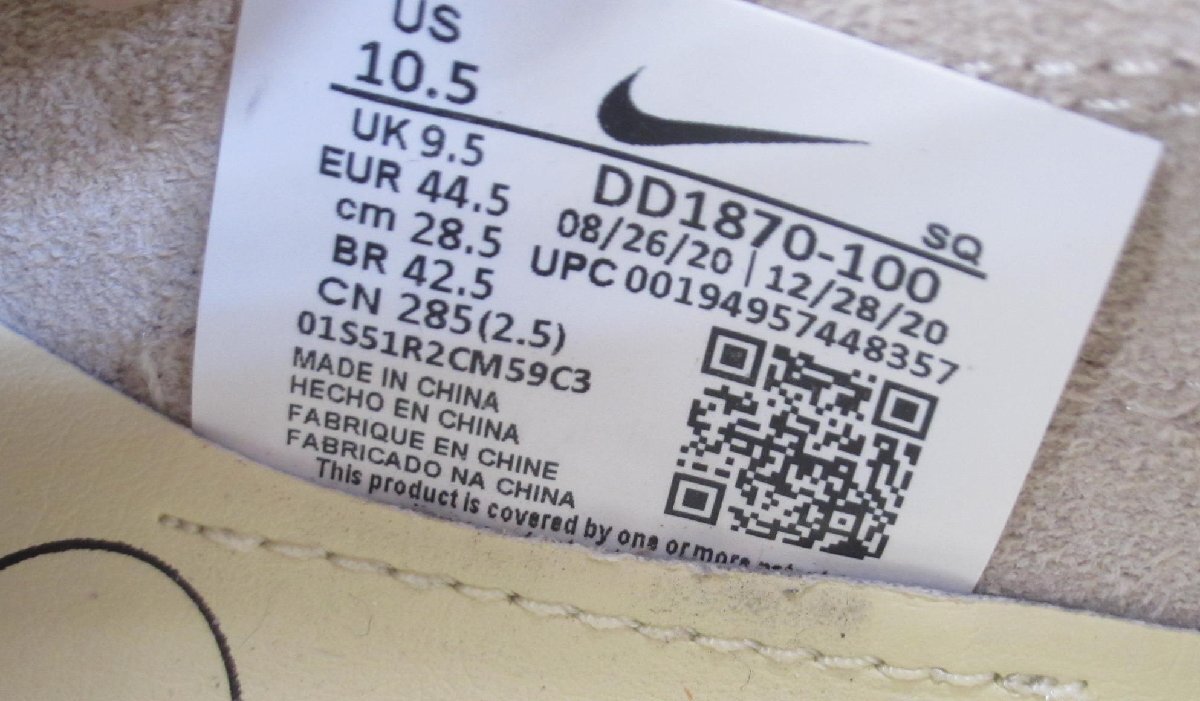 US
10.5
UK 9.5
EUR 44.5
cm 28.5
BR 42.5
CN 285(2.5)
01S51R2CM59C3
MADE IN CHINA
HECHO EN CHINA
FABRIQUE EN CHINE
FABRICADO NA CHINA
This product is covered by one or more
SQ
DD1870-100
08/26/20 | 12/28/20
UPC 00194957448357